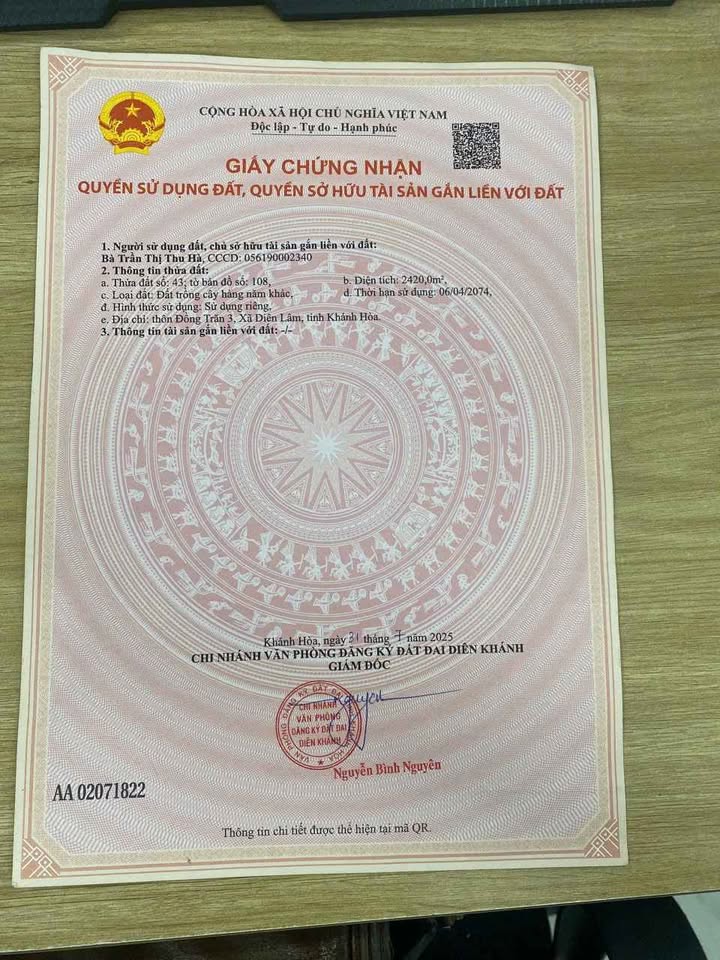 CỘNG HÒA XÃ HỘI CHỦ NGHĨA VIỆT NAM
Độc lập - Tự do - Hạnh phúc
GIẤY CHỨNG NHẬN
QUYỀN SỬ DỤNG ĐẤT, QUYỀN SỞ HỮU TÀI SẢN GẮN LIỀN VỚI ĐẤT
1. Người sử dụng đất, chủ sở hữu tài sản gắn liền với đất:
Bà Trần Thị Thu Hà, CCCD: 056190002340
2. Thông tin thửa đất:
a. Thửa đất số: 43; tờ bản đồ số: 108, b. Diện tích: 2420,0m²,
c. Loại đất: Đất trồng cây hàng năm khác, d. Thời hạn sử dụng: 06/04/2074,
đ. Hình thức sử dụng: Sử dụng riêng,
e. Địa chỉ: thôn Đồng Trăn 3, Xã Diên Lâm, tỉnh Khánh Hòa.
3. Thông tin tài sản gắn liền với đất: -/-
Khánh Hòa, ngày 31 tháng 7 năm 2025
CHI NHÁNH VĂN PHÒNG ĐĂNG KÝ ĐẤT ĐAI DIÊN KHÁNH
GIÁM ĐỐC
CHI NHÁNH
VĂN PHÒNG
ĐĂNG KÝ ĐẤT ĐAI
DIÊN KHÁNH
Nguyễn Bình Nguyên
AA 02071822
Thông tin chi tiết được thể hiện tại mã QR.